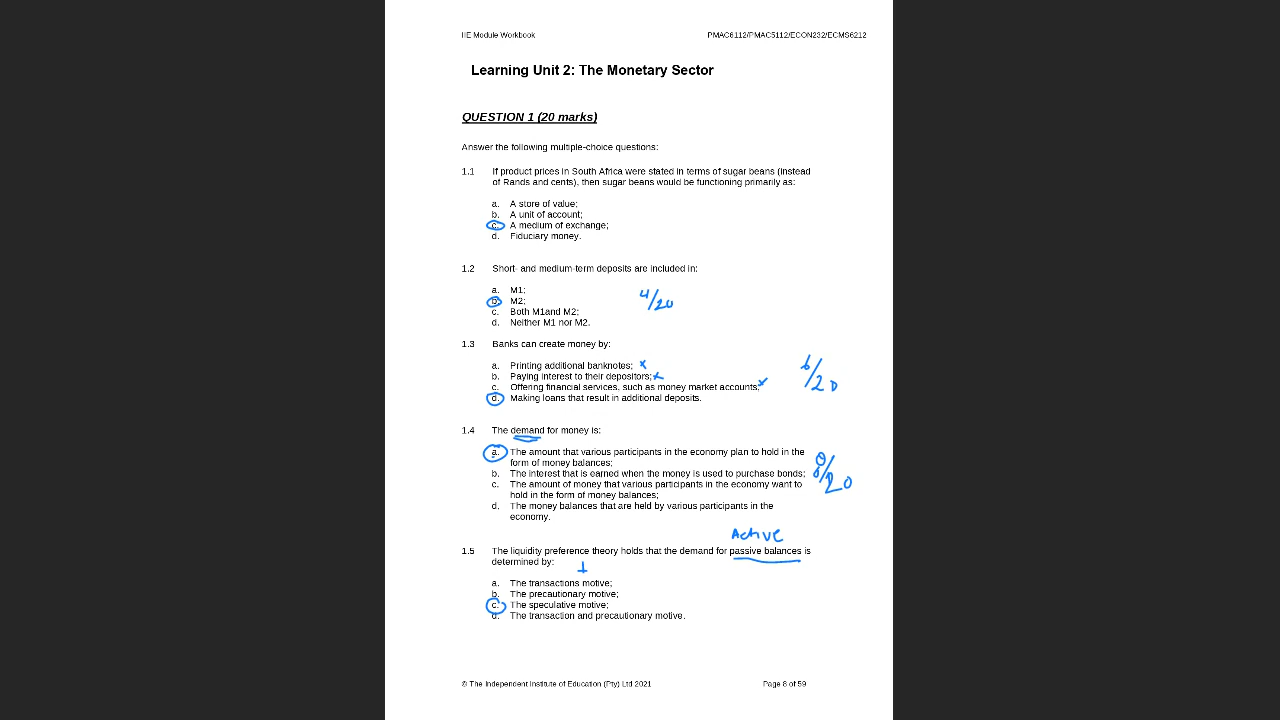 IIE Module Workbook PMAC6112/PMAC5112/ECON232/ECMS6212
Learning Unit 2: The Monetary Sector
QUESTION 1 (20 marks)
Answer the following multiple-choice questions:
1.1 If product prices in South Africa were stated in terms of sugar beans (instead
of Rands and cents), then sugar beans would be functioning primarily as:
a. A store of value;
b. A unit of account;
c. A medium of exchange;
d. Fiduciary money.
1.2 Short- and medium-term deposits are included in:
a. M1;
b. M2;
4/20
c. Both M1and M2;
d. Neither M1 nor M2.
1.3 Banks can create money by:
a. Printing additional banknotes; x
b. Paying interest to their depositors; x
c. Offering financial services, such as money market accounts; x
6/20
d. Making loans that result in additional deposits.
1.4 The demand for money is:
a. The amount that various participants in the economy plan to hold in the
form of money balances;
b. The interest that is earned when the money is used to purchase bonds;
c. The amount of money that various participants in the economy want to
hold in the form of money balances;
d. The money balances that are held by various participants in the
economy.
Active
1.5 The liquidity preference theory holds that the demand for passive balances is
determined by:
a. The transactions motive;
b. The precautionary motive;
c. The speculative motive;
d. The transaction and precautionary motive.
© The Independent Institute of Education (Pty) Ltd 2021 Page 8 of 59